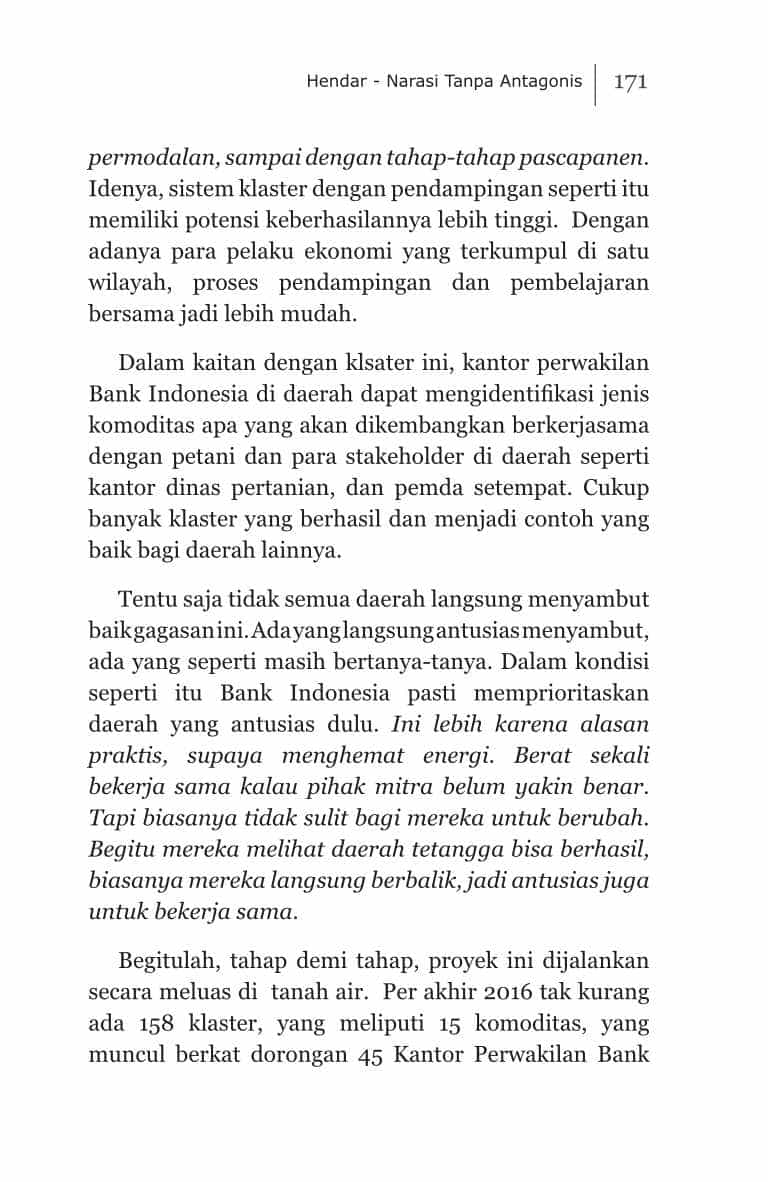 Hendar - Narasi Tanpa Antagonis 171
permodalan, sampai dengan tahap-tahap pascapanen.
Idenya, sistem klaster dengan pendampingan seperti itu
memiliki potensi keberhasilannya lebih tinggi. Dengan
adanya para pelaku ekonomi yang terkumpul di satu
wilayah, proses pendampingan dan pembelajaran
bersama jadi lebih mudah.
Dalam kaitan dengan klsater ini, kantor perwakilan
Bank Indonesia di daerah dapat mengidentifikasi jenis
komoditas apa yang akan dikembangkan berkerjasama
dengan petani dan para stakeholder di daerah seperti
kantor dinas pertanian, dan pemda setempat. Cukup
banyak klaster yang berhasil dan menjadi contoh yang
baik bagi daerah lainnya.
Tentu saja tidak semua daerah langsung menyambut
baik gagasan ini. Ada yang langsung antusias menyambut,
ada yang seperti masih bertanya-tanya. Dalam kondisi
seperti itu Bank Indonesia pasti memprioritaskan
daerah yang antusias dulu. Ini lebih karena alasan
praktis, supaya menghemat energi. Berat sekali
bekerja sama kalau pihak mitra belum yakin benar.
Tapi biasanya tidak sulit bagi mereka untuk berubah.
Begitu mereka melihat daerah tetangga bisa berhasil,
biasanya mereka langsung berbalik, jadi antusias juga
untuk bekerja sama.
Begitulah, tahap demi tahap, proyek ini dijalankan
secara meluas di tanah air. Per akhir 2016 tak kurang
ada 158 klaster, yang meliputi 15 komoditas, yang
muncul berkat dorongan 45 Kantor Perwakilan Bank